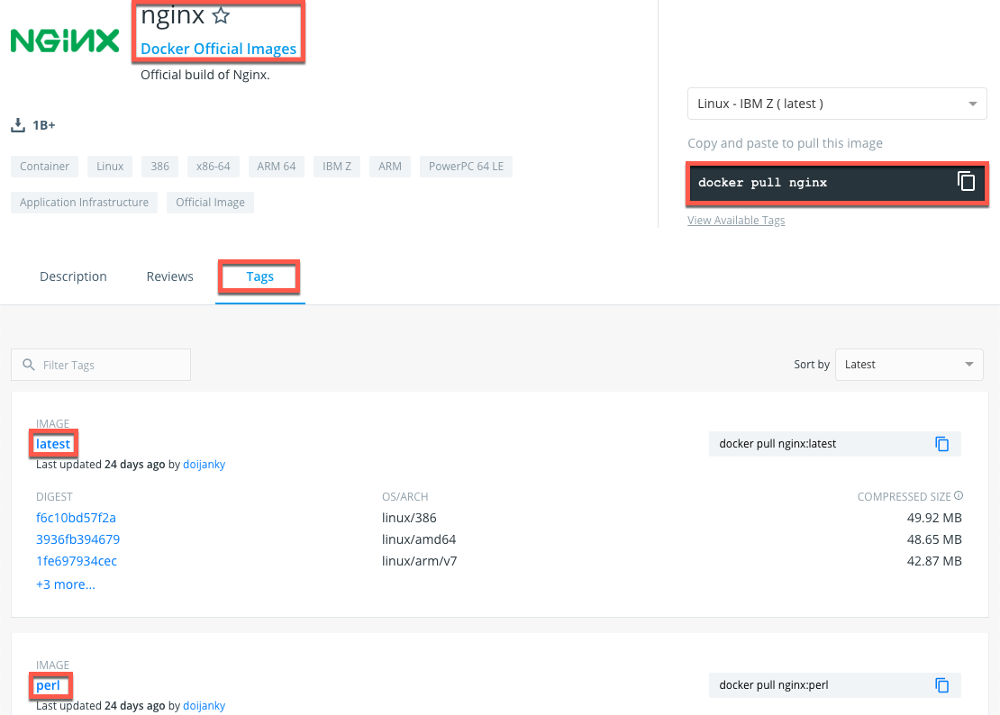 NGINX
nginx
Docker Official Images
Official build of Nginx.
1B+
Container Linux 386 x86-64 ARM 64 IBM Z ARM PowerPC 64 LE
Application Infrastructure Official Image
Linux - IBM Z ( latest )
Copy and paste to pull this image
docker pull nginx
View Available Tags
Description Reviews Tags
Filter Tags
Sort by Latest
IMAGE
latest
docker pull nginx:latest
Last updated 24 days ago by doijanky
DIGEST OS/ARCH COMPRESSED SIZE
f6c10bd57f2a linux/386 49.92 MB
3936fb394679 linux/amd64 48.65 MB
1fe697934cec linux/arm/v7 42.87 MB
+3 more...
IMAGE
perl
docker pull nginx:perl
Last updated 24 days ago by doijanky